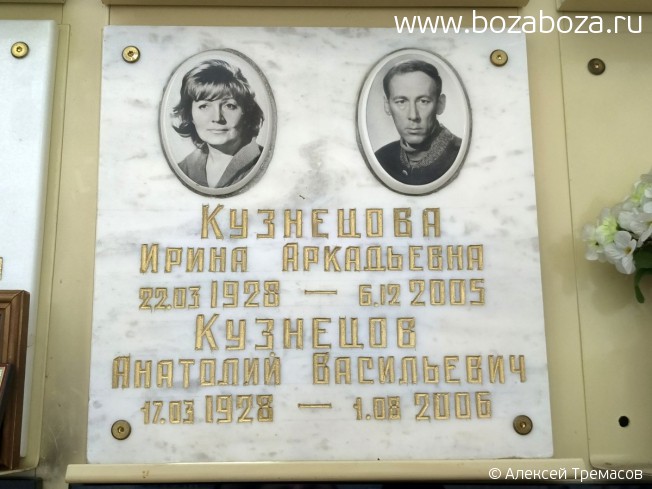 www.bozaboza.ru
Кузнецова
Ирина Аркадьевна
22.03 1928 — 6.12 2005
Кузнецов
Анатолий Васильевич
17.03 1928 — 1.08 2006
© Алексей Тремасов